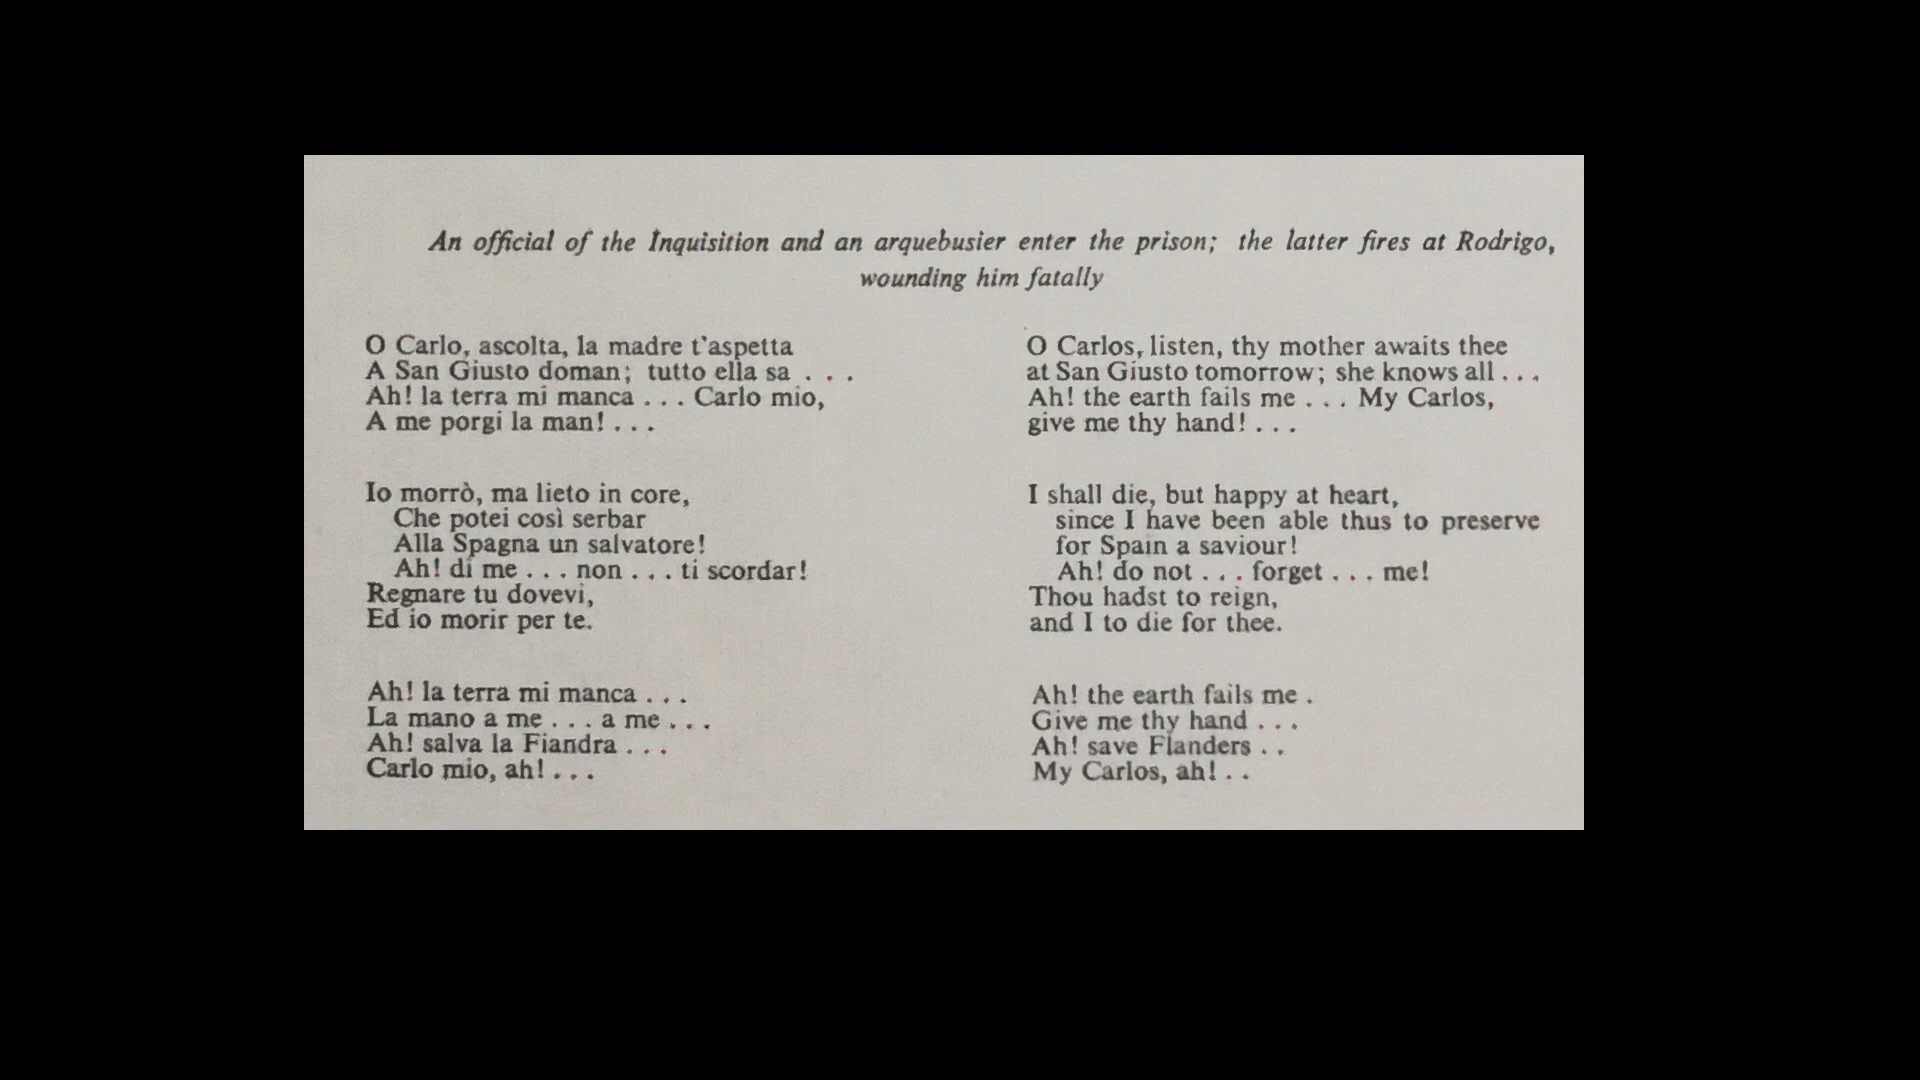 An official of the Inquisition and an arquebusier enter the prison; the latter fires at Rodrigo,
wounding him fatally
O Carlo, ascolta, la madre t'aspetta
A San Giusto doman; tutto ella sa . . .
Ah! la terra mi manca . . . Carlo mio,
A me porgi la man! . . .
Io morrò, ma lieto in core,
Che potei così serbar
Alla Spagna un salvatore!
Ah! di me . . . non . . . ti scordar!
Regnare tu dovevi,
Ed io morir per te.
Ah! la terra mi manca . . .
La mano a me . . . a me . . .
Ah! salva la Fiandra . . .
Carlo mio, ah! . . .
O Carlos, listen, thy mother awaits thee
at San Giusto tomorrow; she knows all . . .
Ah! the earth fails me . . . My Carlos,
give me thy hand! . . .
I shall die, but happy at heart,
since I have been able thus to preserve
for Spain a saviour!
Ah! do not . . . forget . . . me!
Thou hadst to reign,
and I to die for thee.
Ah! the earth fails me .
Give me thy hand . . .
Ah! save Flanders . .
My Carlos, ah! . .